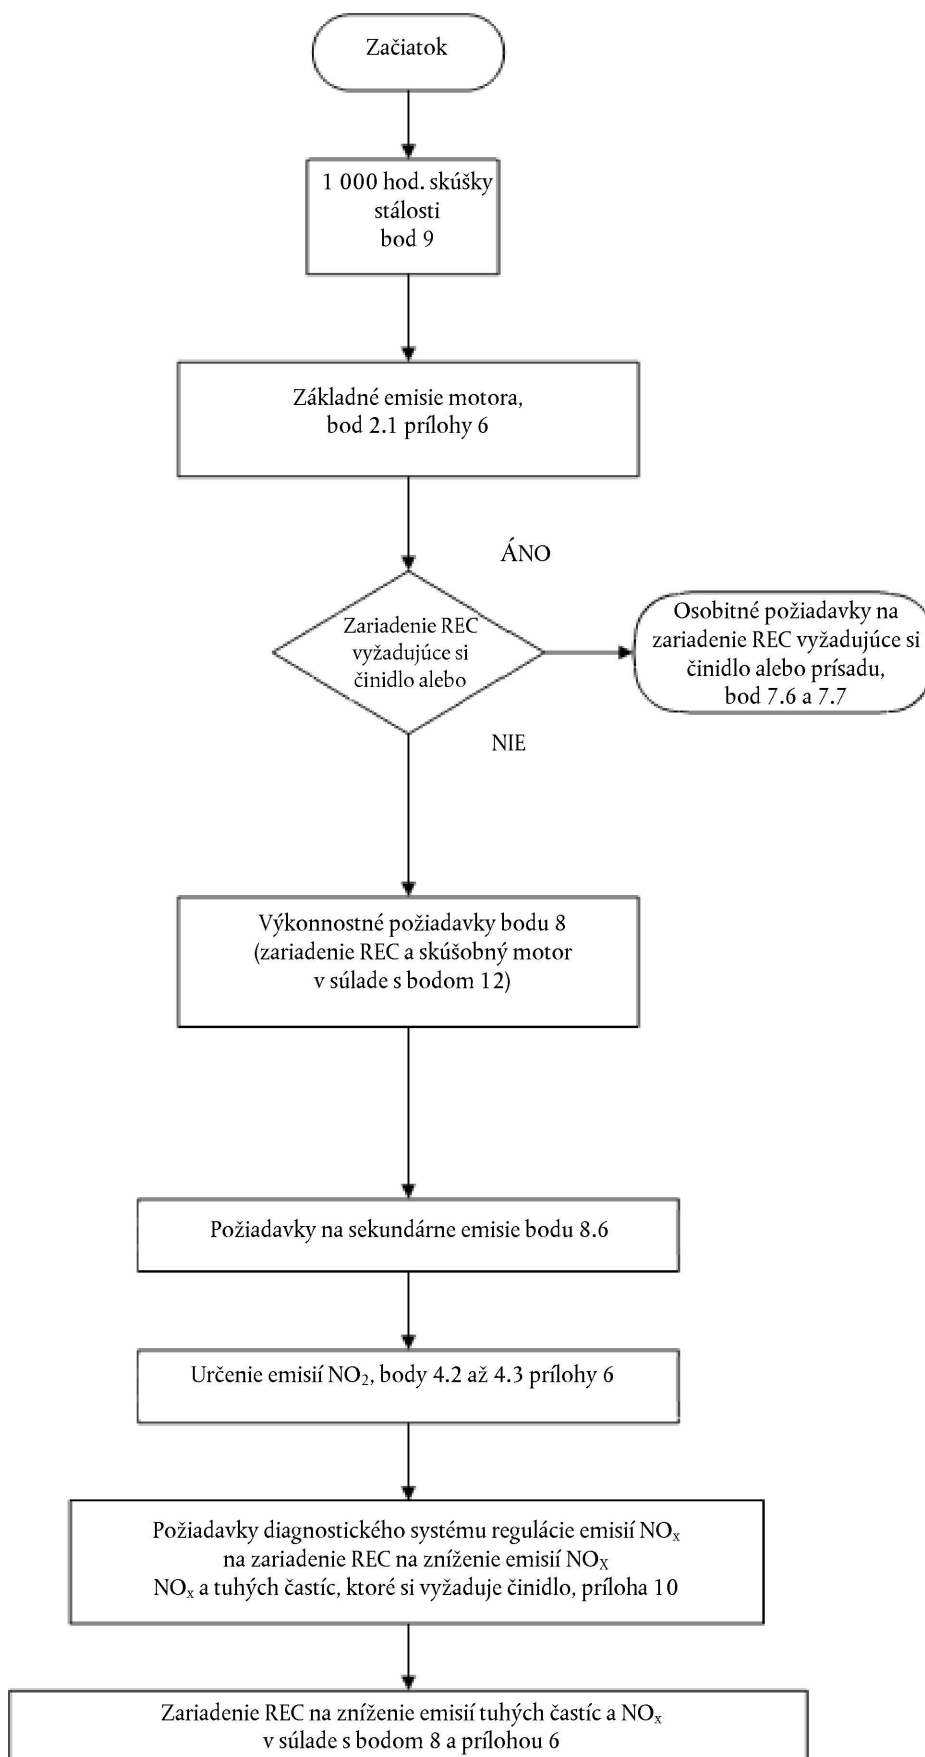 Začiatok
1 000 hod. skúšky
stálosti
bod 9
Základné emisie motora,
bod 2.1 prílohy 6
ÁNO
Zariadenie REC
vyžadujúce si
činidlo alebo
Osobitné požiadavky na
zariadenie REC vyžadujúce si
činidlo alebo prísadu,
bod 7.6 a 7.7
NIE
Výkonnostné požiadavky bodu 8
(zariadenie REC a skúšobný motor
v súlade s bodom 12)
Požiadavky na sekundárne emisie bodu 8.6
Určenie emisií NO₂, body 4.2 až 4.3 prílohy 6
Požiadavky diagnostického systému regulácie emisií NOₓ
na zariadenie REC na zníženie emisií NOₓ
NOₓ a tuhých častíc, ktoré si vyžaduje činidlo, príloha 10
Zariadenie REC na zníženie emisií tuhých častíc a NOₓ
v súlade s bodom 8 a prílohou 6